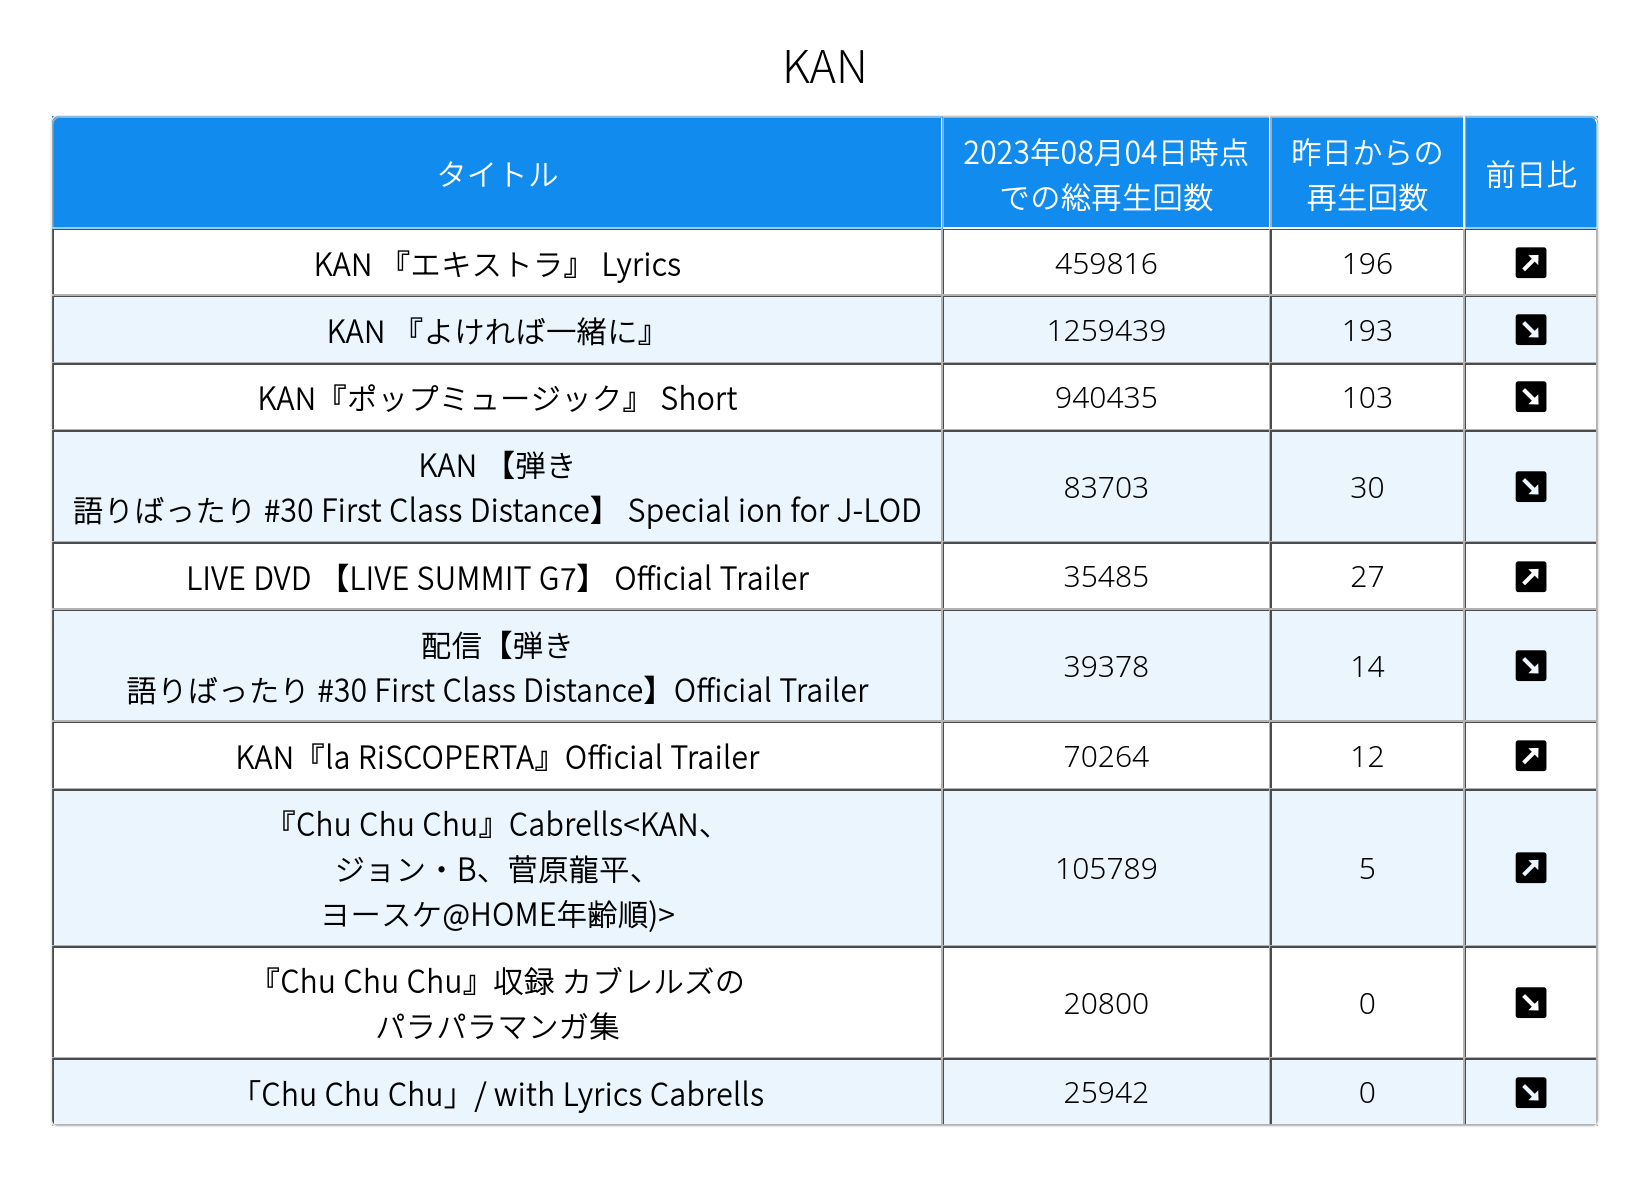 KAN
タイトル
2023年08月04日時点
での総再生回数
昨日からの
再生回数
前日比
KAN 『エキストラ』 Lyrics
459816
196
KAN 『よければ一緒に』
1259439
193
KAN『ポップミュージック』 Short
940435
103
KAN 【弾き
語りばったり #30 First Class Distance】 Special ion for J-LOD
83703
30
LIVE DVD 【LIVE SUMMIT G7】 Official Trailer
35485
27
配信【弾き
語りばったり #30 First Class Distance】Official Trailer
39378
14
KAN『la RiSCOPERTA』Official Trailer
70264
12
『Chu Chu Chu』Cabrells<KAN、
ジョン・B、菅原龍平、
ヨースケ@HOME年齢順)>
105789
5
『Chu Chu Chu』収録 カブレルズの
パラパラマンガ集
20800
0
「Chu Chu Chu」/ with Lyrics Cabrells
25942
0